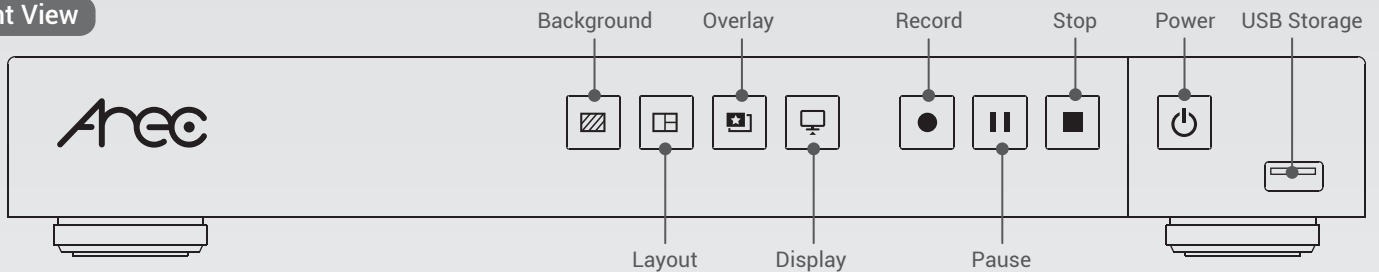 nt View
Background
Overlay
Record
Stop
Power
USB Storage
Arec
Layout
Display
Pause